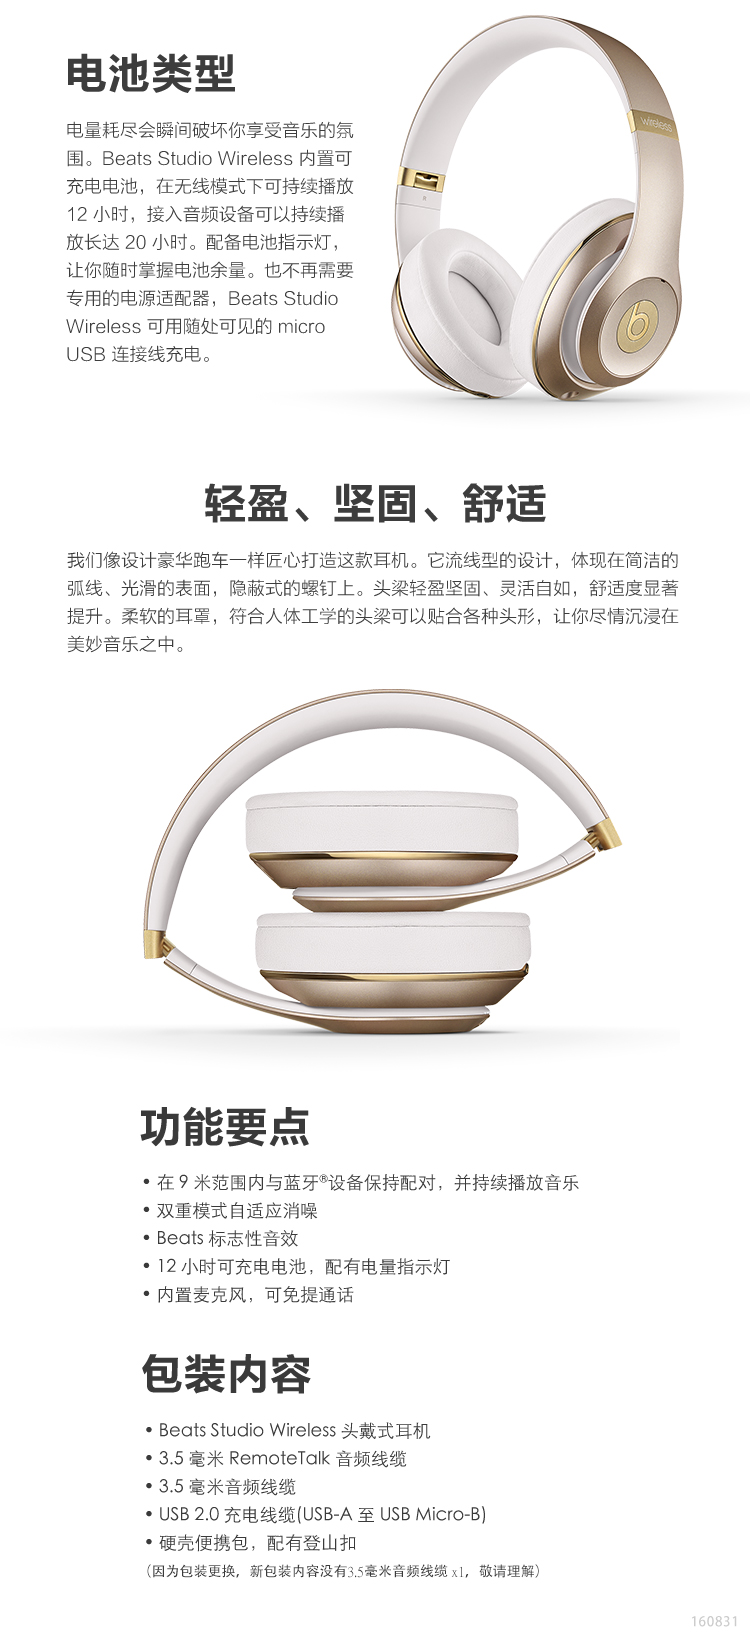 电池类型
电量耗尽会瞬间破坏你享受音乐的氛
围。Beats Studio Wireless 内置可
充电电池，在无线模式下可持续播放
12 小时，接入音频设备可以持续播
放长达 20 小时。配备电池指示灯，
让你随时掌握电池余量。也不再需要
专用的电源适配器，Beats Studio
Wireless 可用随处可见的 micro
USB 连接线充电。
wireless
轻盈、坚固、舒适
我们像设计豪华跑车一样匠心打造这款耳机。它流线型的设计，体现在简洁的
弧线、光滑的表面，隐蔽式的螺钉上。头梁轻盈坚固、灵活自如，舒适度显著
提升。柔软的耳罩，符合人体工学的头梁可以贴合各种头形，让你尽情沉浸在
美妙音乐之中。
功能要点
• 在 9 米范围内与蓝牙®设备保持配对，并持续播放音乐
• 双重模式自适应消噪
• Beats 标志性音效
• 12 小时可充电电池，配有电量指示灯
• 内置麦克风，可免提通话
包装内容
• Beats Studio Wireless 头戴式耳机
• 3.5 毫米 RemoteTalk 音频线缆
• 3.5 毫米音频线缆
• USB 2.0 充电线缆(USB-A 至 USB Micro-B)
• 硬壳便携包，配有登山扣
（因为包装更换，新包装内容没有3.5毫米音频线缆 x1，敬请理解）
160831